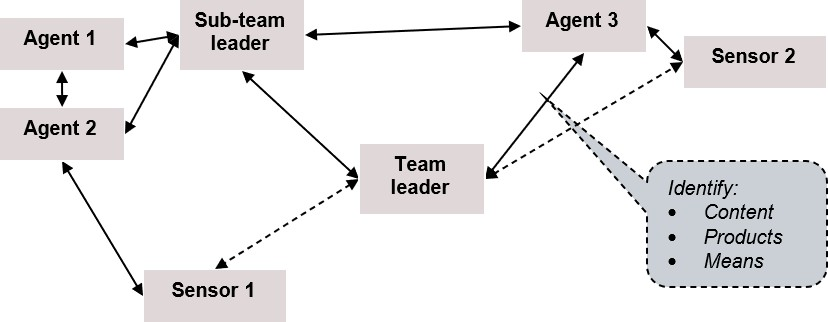 Agent 1
Sub-team
leader
Agent 3
Sensor 2
Agent 2
Team
leader
Identify:
• Content
• Products
• Means
Sensor 1